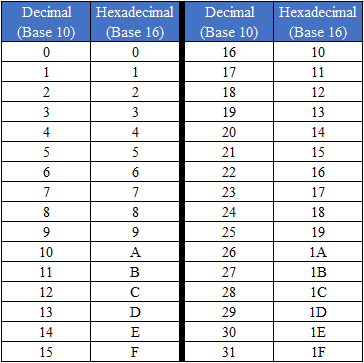 Decimal Hexadecimal Decimal Hexadecimal
(Base 10) (Base 16) (Base 10) (Base 16)
0 0 16 10
1 1 17 11
2 2 18 12
3 3 19 13
4 4 20 14
5 5 21 15
6 6 22 16
7 7 23 17
8 8 24 18
9 9 25 19
10 A 26 1A
11 B 27 1B
12 C 28 1C
13 D 29 1D
14 E 30 1E
15 F 31 1F